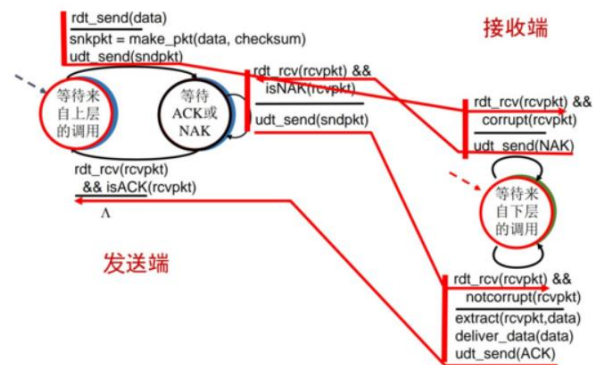 rdt_send(data)
snkpkt = make_pkt(data, checksum)
udt_send(sndpkt)
接收端
rdt_rcv(rcvpkt) &&
isNAK(rcvpkt)
udt_send(sndpkt)
rdt_rcv(rcvpkt) &&
corrupt(rcvpkt)
udt_send(NAK)
等待来
自上层
的调用
等待
ACK或
NAK
rdt_rcv(rcvpkt)
&& isACK(rcvpkt)
Λ
等待来
自下层
的调用
发送端
rdt_rcv(rcvpkt) &&
notcorrupt(rcvpkt)
extract(rcvpkt,data)
deliver_data(data)
udt_send(ACK)